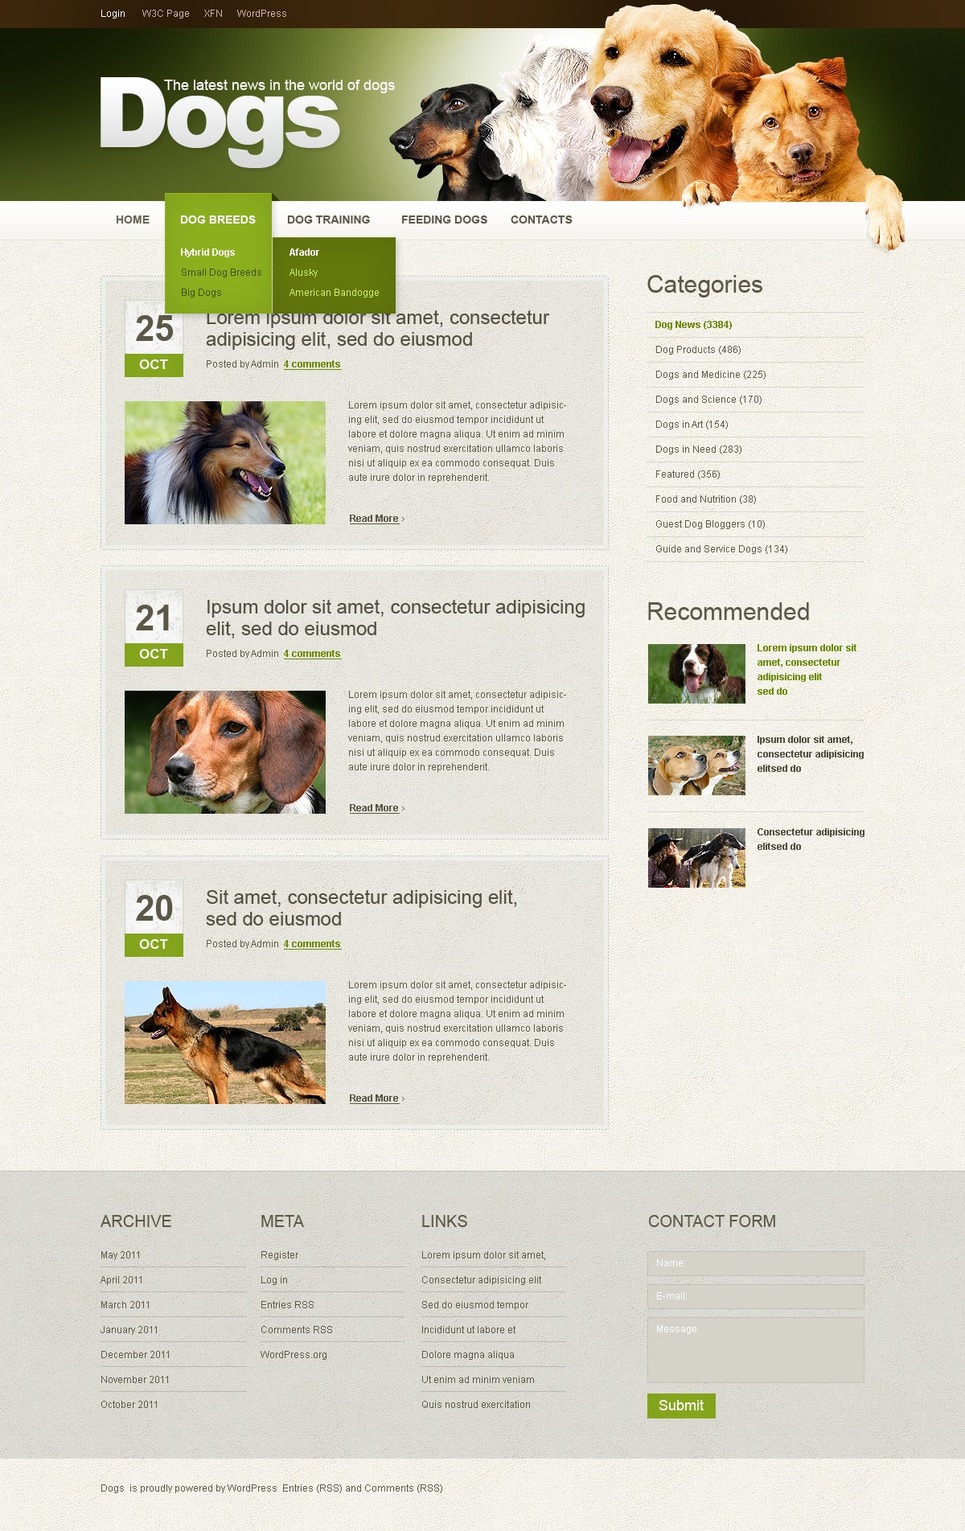 Login W3C Page XFN WordPress
The latest news in the world of dogs
Dogs
HOME DOG BREEDS DOG TRAINING FEEDING DOGS CONTACTS
Hybrid Dogs
Small Dog Breeds
Big Dogs
Afador
Alusky
American Bandogge
25
OCT
Lorem ipsum dolor sit amet, consectetur
adipisicing elit, sed do eiusmod
Posted by Admin 4 comments
Lorem ipsum dolor sit amet, consectetur adipisic-
ing elit, sed do eiusmod tempor incididunt ut
labore et dolore magna aliqua. Ut enim ad minim
veniam, quis nostrud exercitation ullamco laboris
nisi ut aliquip ex ea commodo consequat. Duis
aute irure dolor in reprehenderit.
Read More ›
21
OCT
Ipsum dolor sit amet, consectetur adipisicing
elit, sed do eiusmod
Posted by Admin 4 comments
Lorem ipsum dolor sit amet, consectetur adipisic-
ing elit, sed do eiusmod tempor incididunt ut
labore et dolore magna aliqua. Ut enim ad minim
veniam, quis nostrud exercitation ullamco laboris
nisi ut aliquip ex ea commodo consequat. Duis
aute irure dolor in reprehenderit.
Read More ›
20
OCT
Sit amet, consectetur adipisicing elit,
sed do eiusmod
Posted by Admin 4 comments
Lorem ipsum dolor sit amet, consectetur adipisic-
ing elit, sed do eiusmod tempor incididunt ut
labore et dolore magna aliqua. Ut enim ad minim
veniam, quis nostrud exercitation ullamco laboris
nisi ut aliquip ex ea commodo consequat. Duis
aute irure dolor in reprehenderit.
Read More ›
Categories
Dog News (3384)
Dog Products (486)
Dogs and Medicine (225)
Dogs and Science (170)
Dogs in Art (154)
Dogs in Need (283)
Featured (356)
Food and Nutrition (38)
Guest Dog Bloggers (10)
Guide and Service Dogs (134)
Recommended
Lorem ipsum dolor sit
amet, consectetur
adipisicing elit
sed do
Ipsum dolor sit amet,
consectetur adipisicing
elitsed do
Consectetur adipisicing
elitsed do
ARCHIVE
May 2011
April 2011
March 2011
January 2011
December 2011
November 2011
October 2011
META
Register
Log in
Entries RSS
Comments RSS
WordPress.org
LINKS
Lorem ipsum dolor sit amet,
Consectetur adipisicing elit
Sed do eiusmod tempor
Incididunt ut labore et
Dolore magna aliqua
Ut enim ad minim veniam
Quis nostrud exercitation
CONTACT FORM
Name:
E-mail:
Message:
Submit
Dogs is proudly powered by WordPress Entries (RSS) and Comments (RSS)